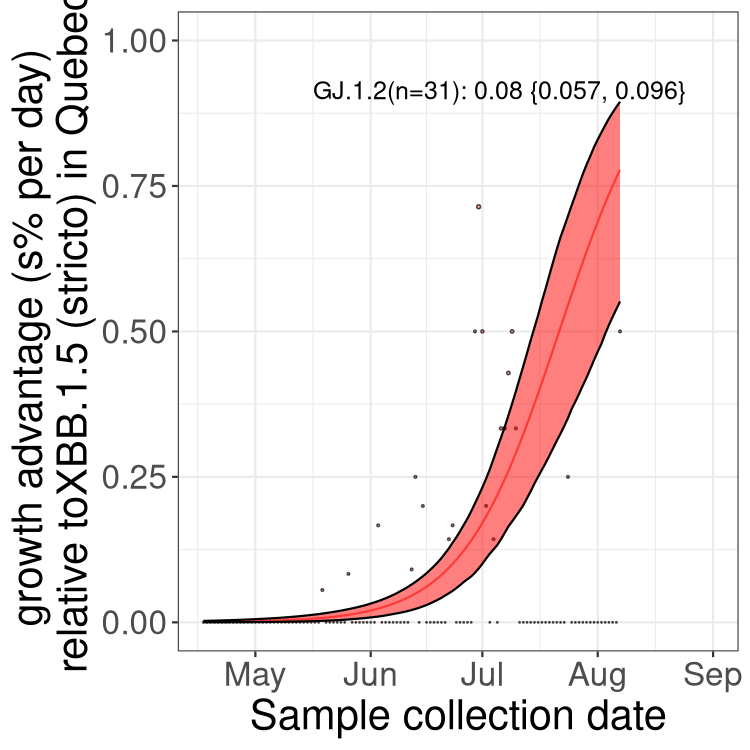 growth advantage (s% per day)
relative toXBB.1.5 (stricto) in Quebec
1.00
0.75
0.50
0.25
0.00
GJ.1.2(n=31): 0.08 {0.057, 0.096}
May Jun Jul Aug Sep
Sample collection date